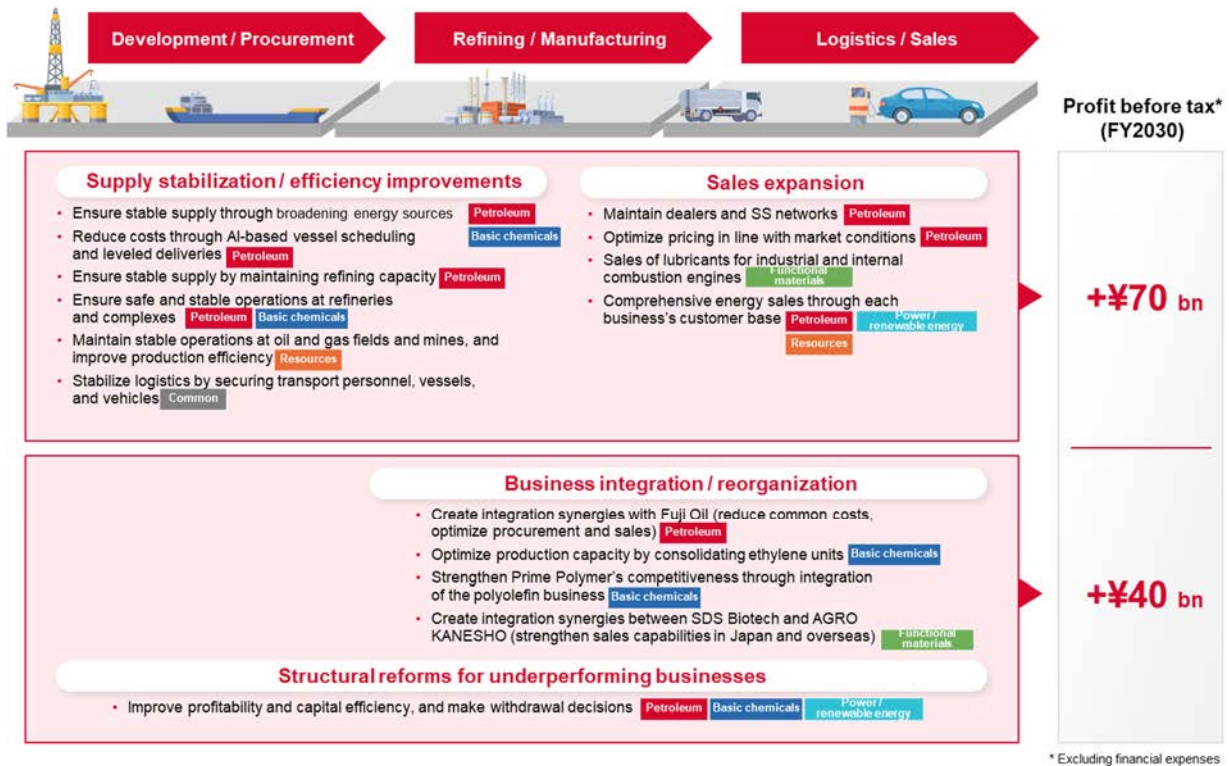 Development / Procurement
Refining / Manufacturing
Logistics / Sales
Profit before tax*
(FY2030)
Supply stabilization / efficiency improvements
• Ensure stable supply through broadening energy sources Petroleum
• Reduce costs through AI-based vessel scheduling Basic chemicals
and leveled deliveries Petroleum
• Ensure stable supply by maintaining refining capacity Petroleum
• Ensure safe and stable operations at refineries
and complexes Petroleum Basic chemicals
• Maintain stable operations at oil and gas fields and mines, and
improve production efficiency Resources
• Stabilize logistics by securing transport personnel, vessels,
and vehicles Common
Sales expansion
• Maintain dealers and SS networks Petroleum
• Optimize pricing in line with market conditions Petroleum
• Sales of lubricants for industrial and internal
combustion engines Functional
materials
• Comprehensive energy sales through each
business's customer base Petroleum Power /
renewable energy
Resources
+¥70 bn
Business integration / reorganization
• Create integration synergies with Fuji Oil (reduce common costs,
optimize procurement and sales) Petroleum
• Optimize production capacity by consolidating ethylene units Basic chemicals
• Strengthen Prime Polymer's competitiveness through integration
of the polyolefin business Basic chemicals
• Create integration synergies between SDS Biotech and AGRO
KANESHO (strengthen sales capabilities in Japan and overseas) Functional
materials
Structural reforms for underperforming businesses
• Improve profitability and capital efficiency, and make withdrawal decisions Petroleum Basic chemicals Power /
renewable energy
+¥40 bn
* Excluding financial expenses